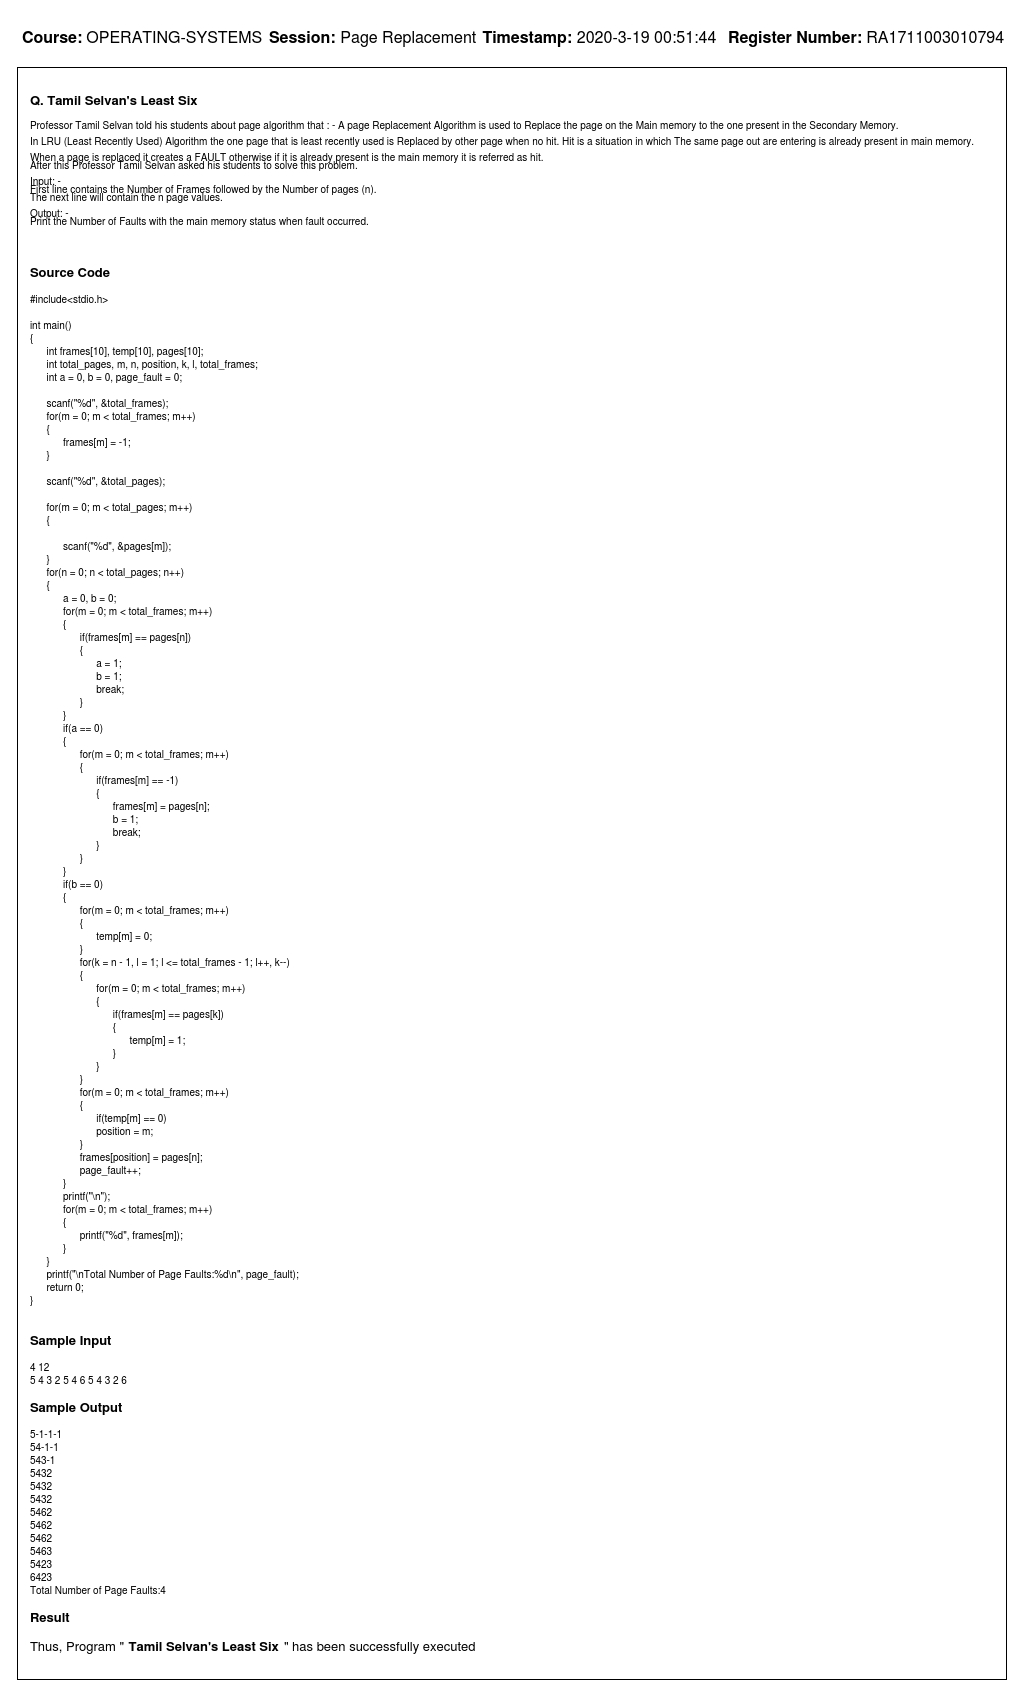 Course: OPERATING-SYSTEMS Session: Page Replacement Timestamp: 2020-3-19 00:51:44 Register Number: RA1711003010794
Q. Tamil Selvan's Least Six
Professor Tamil Selvan told his students about page algorithm that : - A page Replacement Algorithm is used to Replace the page on the Main memory to the one present in the Secondary Memory.
In LRU (Least Recently Used) Algorithm the one page that is least recently used is Replaced by other page when no hit. Hit is a situation in which The same page out are entering is already present in main memory.
When a page is replaced it creates a FAULT otherwise if it is already present is the main memory it is referred as hit.
After this Professor Tamil Selvan asked his students to solve this problem.
Input: -
First line contains the Number of Frames followed by the Number of pages (n).
The next line will contain the n page values.
Output: -
Print the Number of Faults with the main memory status when fault occurred.
Source Code
#include<stdio.h>
int main()
{
int frames[10], temp[10], pages[10];
int total_pages, m, n, position, k, l, total_frames;
int a = 0, b = 0, page_fault = 0;
scanf("%d", &total_frames);
for(m = 0; m < total_frames; m++)
{
frames[m] = -1;
}
scanf("%d", &total_pages);
for(m = 0; m < total_pages; m++)
{
scanf("%d", &pages[m]);
}
for(n = 0; n < total_pages; n++)
{
a = 0, b = 0;
for(m = 0; m < total_frames; m++)
{
if(frames[m] == pages[n])
{
a = 1;
b = 1;
break;
}
}
if(a == 0)
{
for(m = 0; m < total_frames; m++)
{
if(frames[m] == -1)
{
frames[m] = pages[n];
b = 1;
break;
}
}
}
if(b == 0)
{
for(m = 0; m < total_frames; m++)
{
temp[m] = 0;
}
for(k = n - 1, l = 1; l <= total_frames - 1; l++, k--)
{
for(m = 0; m < total_frames; m++)
{
if(frames[m] == pages[k])
{
temp[m] = 1;
}
}
}
for(m = 0; m < total_frames; m++)
{
if(temp[m] == 0)
position = m;
}
frames[position] = pages[n];
page_fault++;
}
printf("\n");
for(m = 0; m < total_frames; m++)
{
printf("%d", frames[m]);
}
}
printf("\nTotal Number of Page Faults:%d\n", page_fault);
return 0;
}
Sample Input
4 12
5 4 3 2 5 4 6 5 4 3 2 6
Sample Output
5-1-1-1
54-1-1
543-1
5432
5432
5432
5462
5462
5462
5463
5423
6423
Total Number of Page Faults:4
Result
Thus, Program " Tamil Selvan's Least Six " has been successfully executed